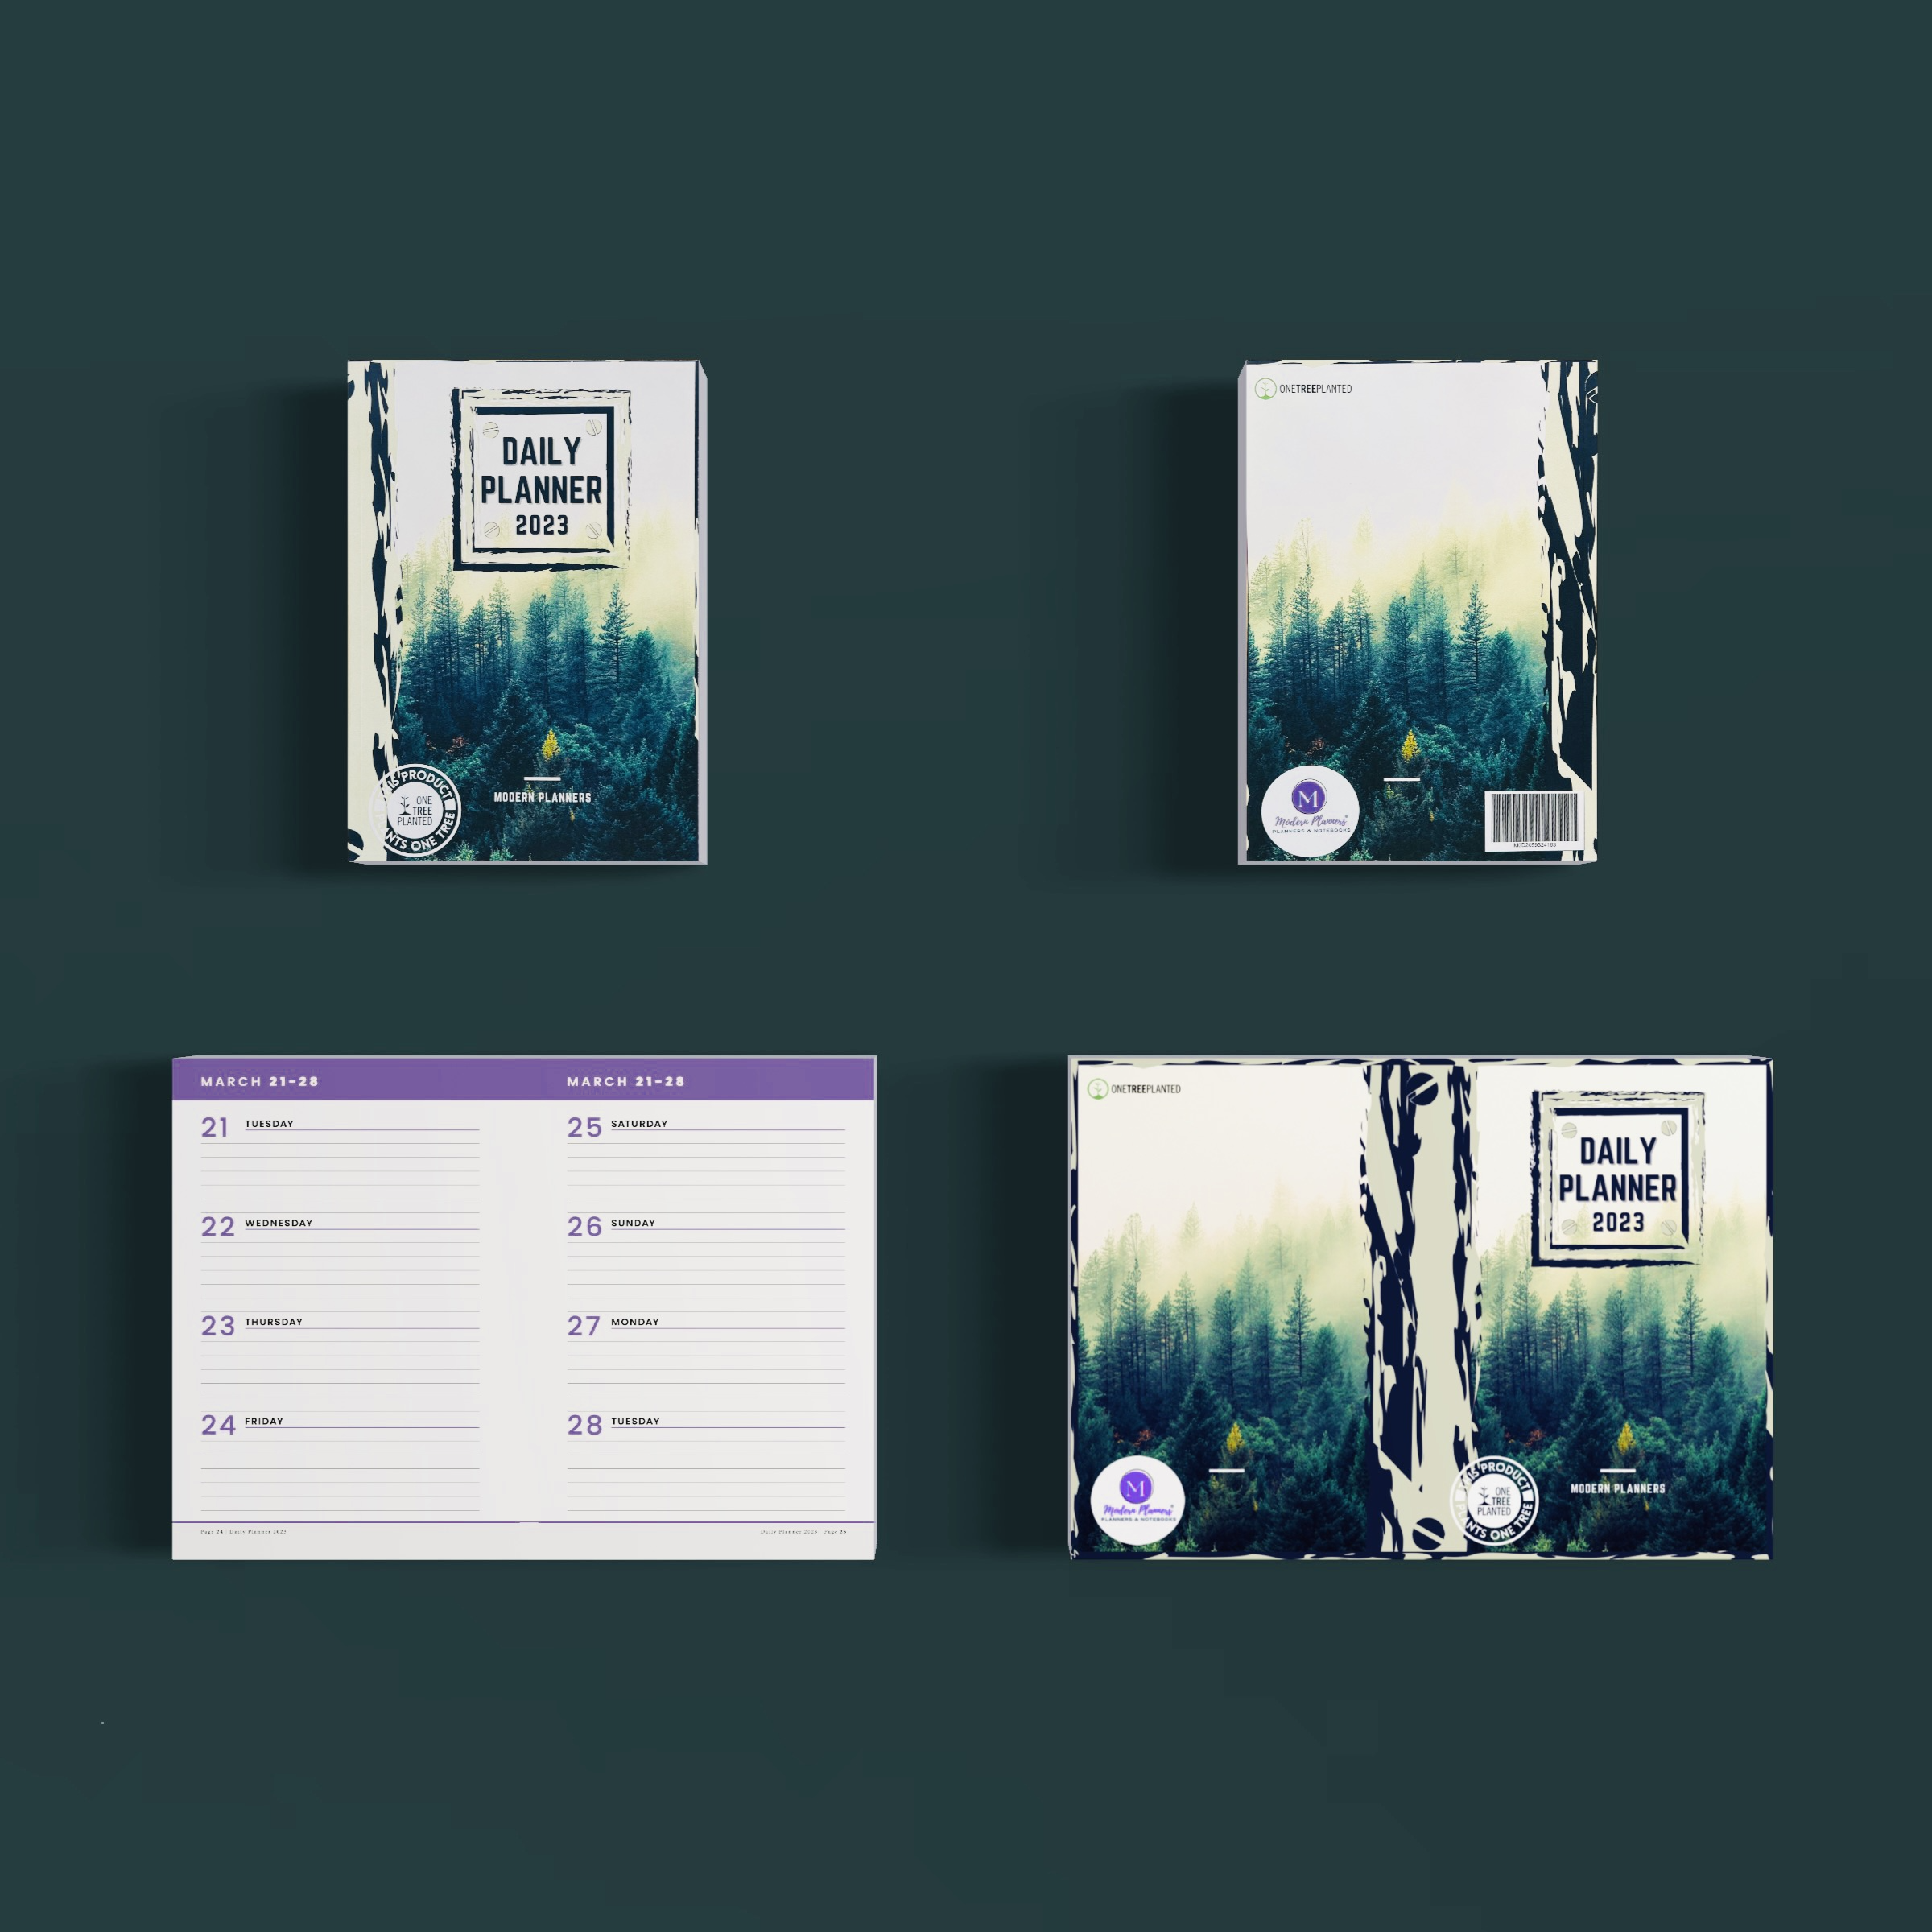 DAILY
PLANNER
2023
MODERN PLANNERS
THIS PRODUCT
ONE
TREE
PLANTED
PLANTS ONE TREE
ONETREEPLANTED
M
Modern Planners
PLANNERS & NOTEBOOKS
MARCH 21-28
21 TUESDAY
22 WEDNESDAY
23 THURSDAY
24 FRIDAY
Page 24 | Daily Planner 2023
MARCH 21-28
25 SATURDAY
26 SUNDAY
27 MONDAY
28 TUESDAY
Daily Planner 2023 | Page 25
ONETREEPLANTED
M
Modern Planners
PLANNERS & NOTEBOOKS
DAILY
PLANNER
2023
MODERN PLANNERS
THIS PRODUCT
ONE
TREE
PLANTED
PLANTS ONE TREE